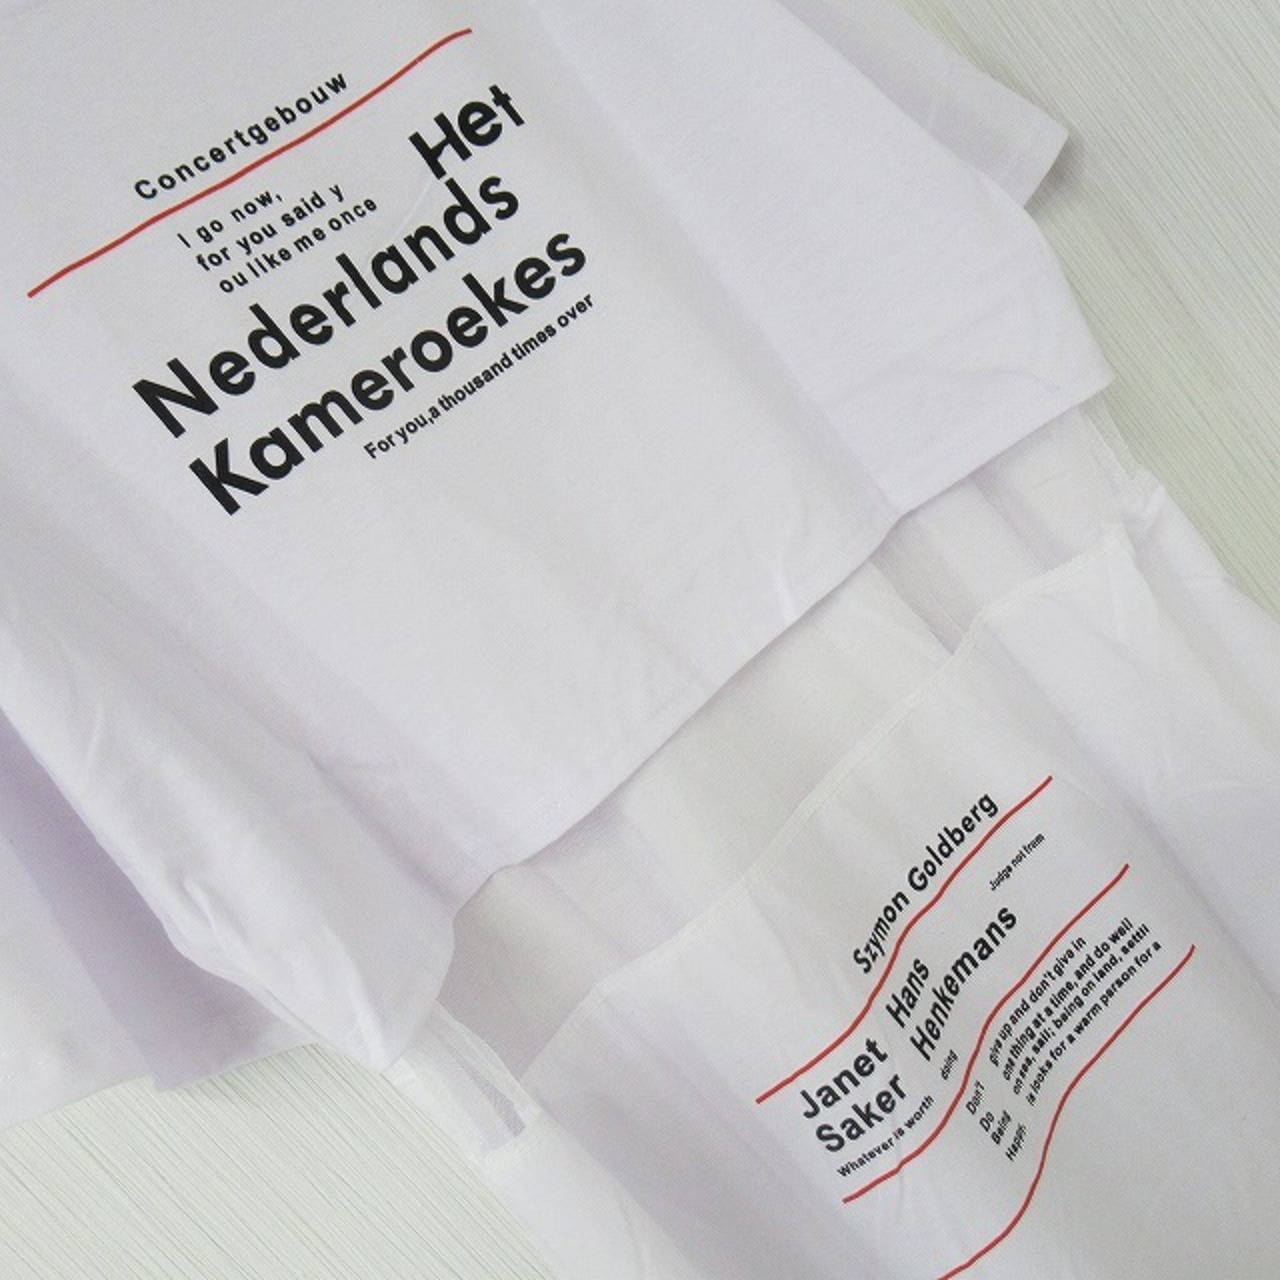 Concertgebouw
I go now,
for you said y
ou like me once
Het
Nederlands
Kameroekes
For you,a thousand times over
Szymon Goldberg
Judge not from
Hans
Henkemans
Janet
Saker
Whatever is worth doing
Don't give up and don't give in
Do one thing at a time, and do well
Being on sea, sail; being on land, settll
Happi is looks for a warm person for a